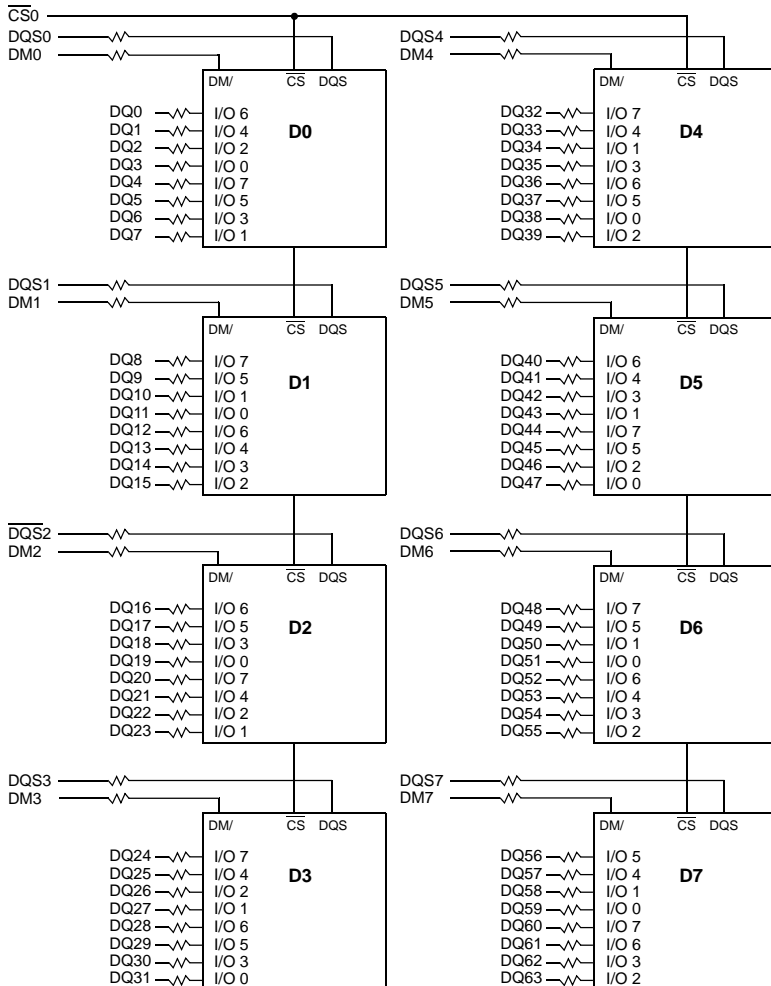 CS0
DQS0
DM0
DM/ CS DQS
D0
DQ0 I/O 6
DQ1 I/O 4
DQ2 I/O 2
DQ3 I/O 0
DQ4 I/O 7
DQ5 I/O 5
DQ6 I/O 3
DQ7 I/O 1
DQS4
DM4
DM/ CS DQS
D4
DQ32 I/O 7
DQ33 I/O 4
DQ34 I/O 1
DQ35 I/O 3
DQ36 I/O 6
DQ37 I/O 5
DQ38 I/O 0
DQ39 I/O 2
DQS1
DM1
DM/ CS DQS
D1
DQ8 I/O 7
DQ9 I/O 5
DQ10 I/O 1
DQ11 I/O 0
DQ12 I/O 6
DQ13 I/O 4
DQ14 I/O 3
DQ15 I/O 2
DQS5
DM5
DM/ CS DQS
D5
DQ40 I/O 6
DQ41 I/O 4
DQ42 I/O 3
DQ43 I/O 1
DQ44 I/O 7
DQ45 I/O 5
DQ46 I/O 2
DQ47 I/O 0
DQS2
DM2
DM/ CS DQS
D2
DQ16 I/O 6
DQ17 I/O 5
DQ18 I/O 3
DQ19 I/O 0
DQ20 I/O 7
DQ21 I/O 4
DQ22 I/O 2
DQ23 I/O 1
DQS6
DM6
DM/ CS DQS
D6
DQ48 I/O 7
DQ49 I/O 5
DQ50 I/O 1
DQ51 I/O 0
DQ52 I/O 6
DQ53 I/O 4
DQ54 I/O 3
DQ55 I/O 2
DQS3
DM3
DM/ CS DQS
D3
DQ24 I/O 7
DQ25 I/O 4
DQ26 I/O 2
DQ27 I/O 1
DQ28 I/O 6
DQ29 I/O 5
DQ30 I/O 3
DQ31 I/O 0
DQS7
DM7
DM/ CS DQS
D7
DQ56 I/O 5
DQ57 I/O 4
DQ58 I/O 1
DQ59 I/O 0
DQ60 I/O 7
DQ61 I/O 6
DQ62 I/O 3
DQ63 I/O 2